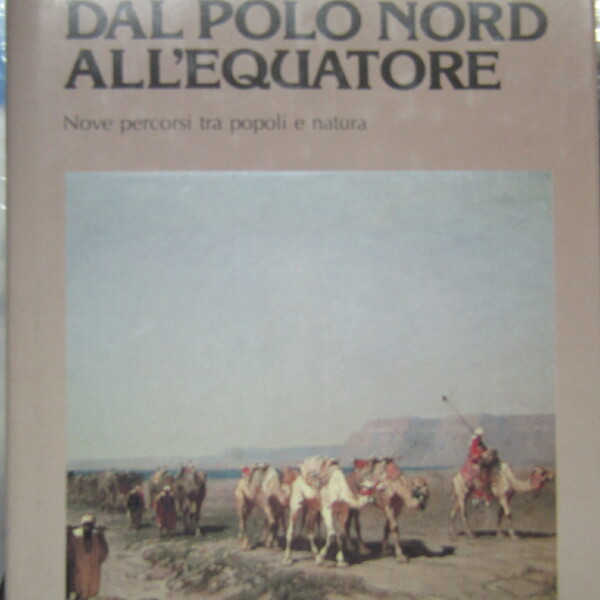 DAL POLO NORD
ALL'EQUATORE
Nove percorsi tra popoli e natura